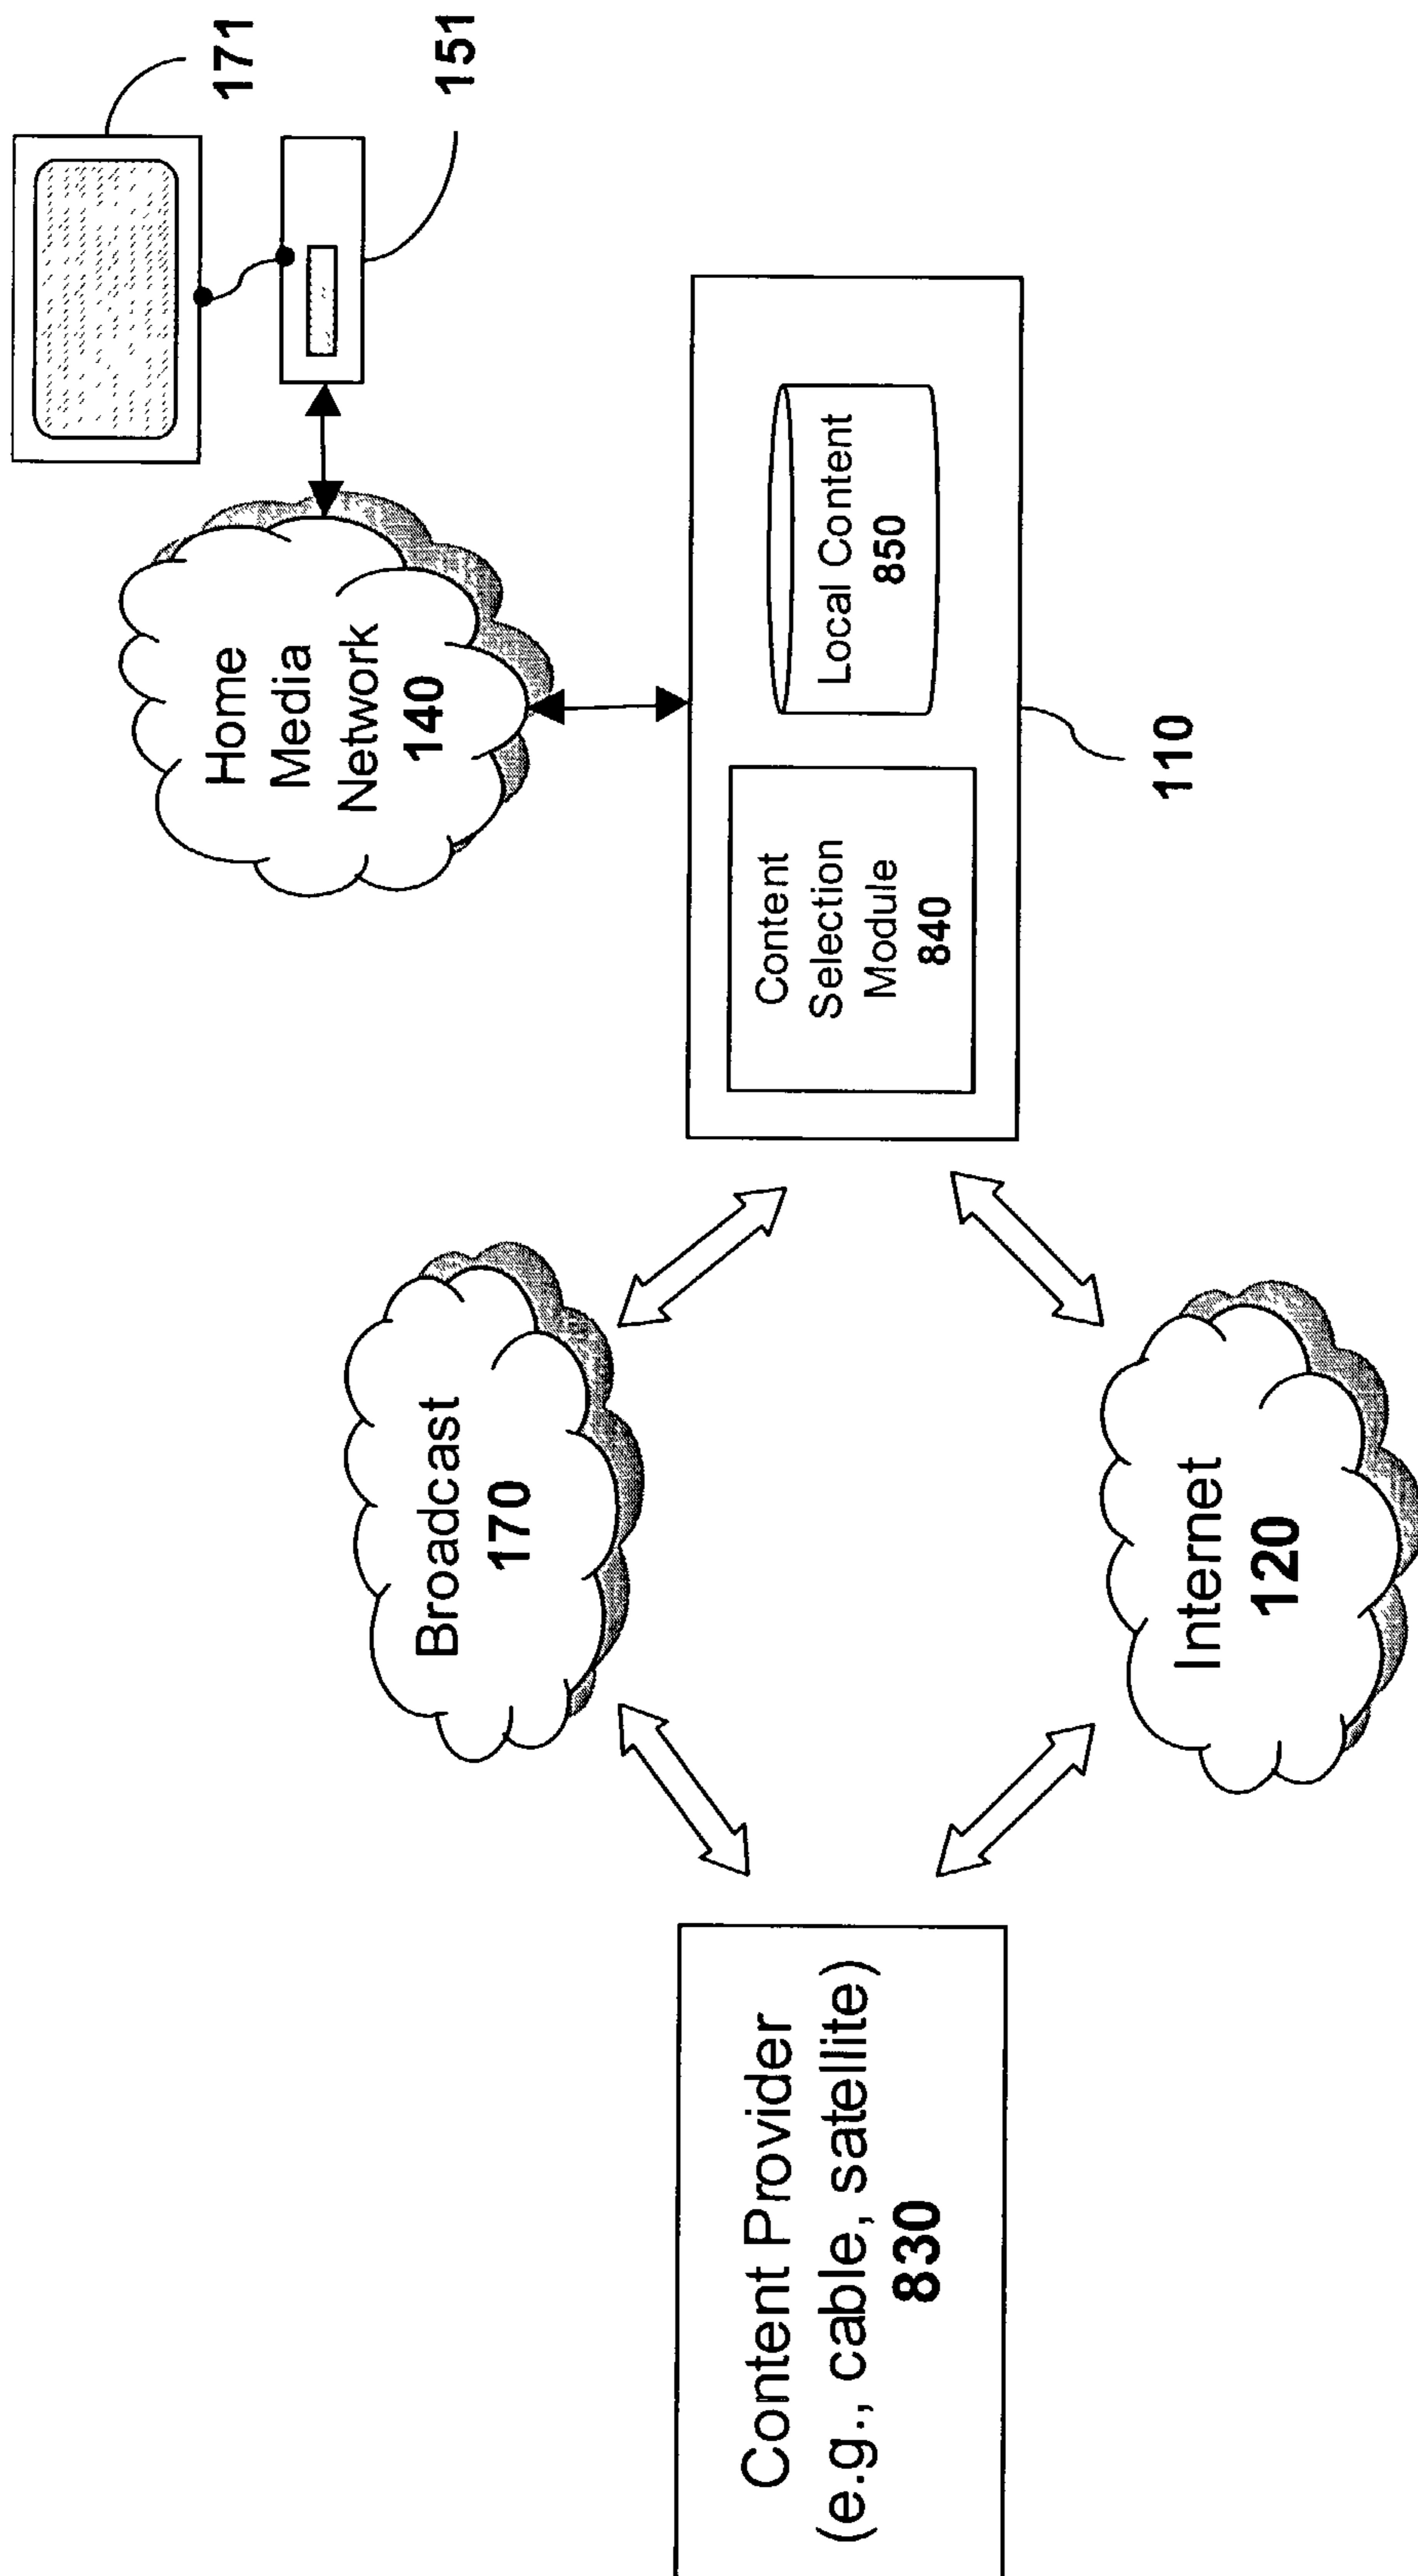 Content Provider
(e.g., cable, satellite)
830
Broadcast
170
Internet
120
Content
Selection
Module
840
Local Content
850
110
Home
Media
Network
140
171
151